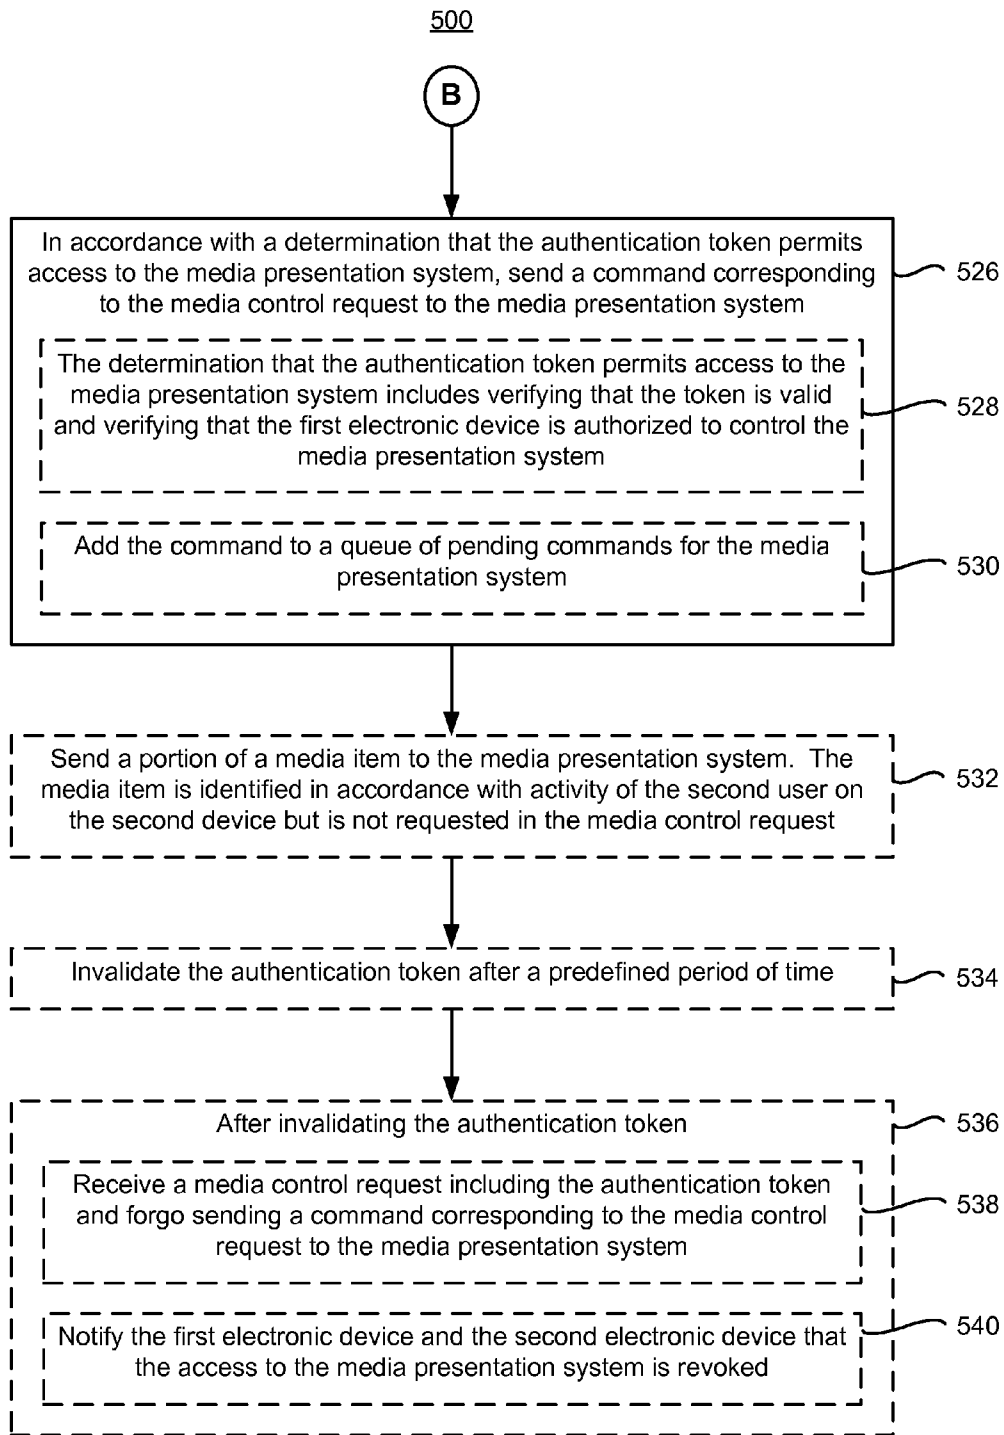 500
B
In accordance with a determination that the authentication token permits
access to the media presentation system, send a command corresponding
to the media control request to the media presentation system
526
The determination that the authentication token permits access to the
media presentation system includes verifying that the token is valid
and verifying that the first electronic device is authorized to control the
media presentation system
528
Add the command to a queue of pending commands for the media
presentation system
530
Send a portion of a media item to the media presentation system.  The
media item is identified in accordance with activity of the second user on
the second device but is not requested in the media control request
532
Invalidate the authentication token after a predefined period of time
534
After invalidating the authentication token
536
Receive a media control request including the authentication token
and forgo sending a command corresponding to the media control
request to the media presentation system
538
Notify the first electronic device and the second electronic device that
the access to the media presentation system is revoked
540